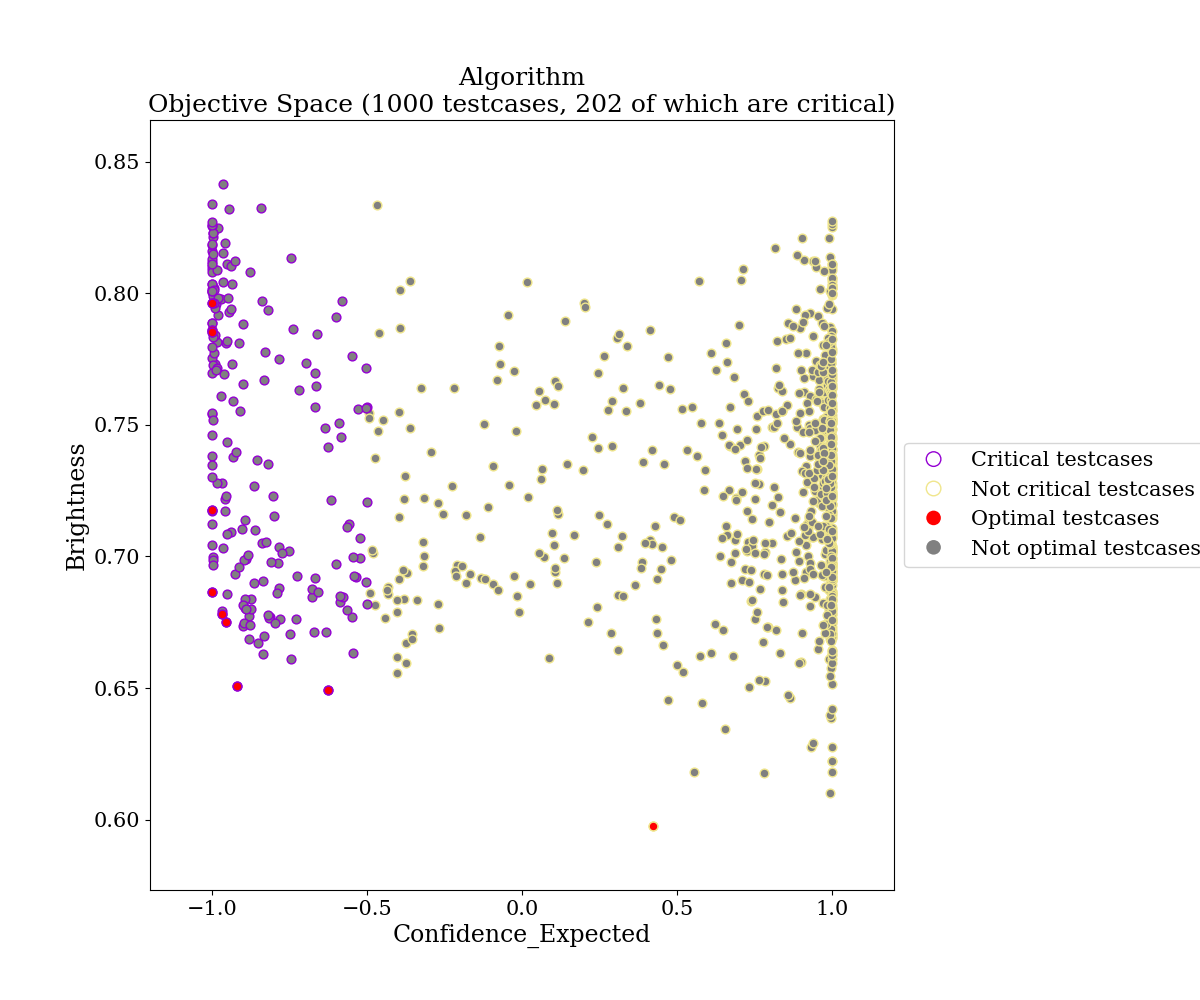 Algorithm
Objective Space (1000 testcases, 202 of which are critical)
0.85
0.80
0.75
0.70
0.65
0.60
Brightness
−1.0
−0.5
0.0
0.5
1.0
Confidence_Expected
Critical testcases
Not critical testcases
Optimal testcases
Not optimal testcases